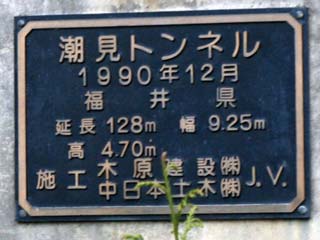 潮見トンネル
1990年12月
福井県
延長 128m 幅 9.25m
高 4.70m
施工 木原建設㈱ J.V.
中日本土木㈱